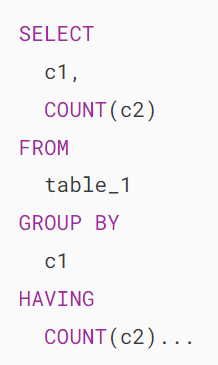 SELECT
c1,
COUNT(c2)
FROM
table_1
GROUP BY
c1
HAVING
COUNT(c2)...